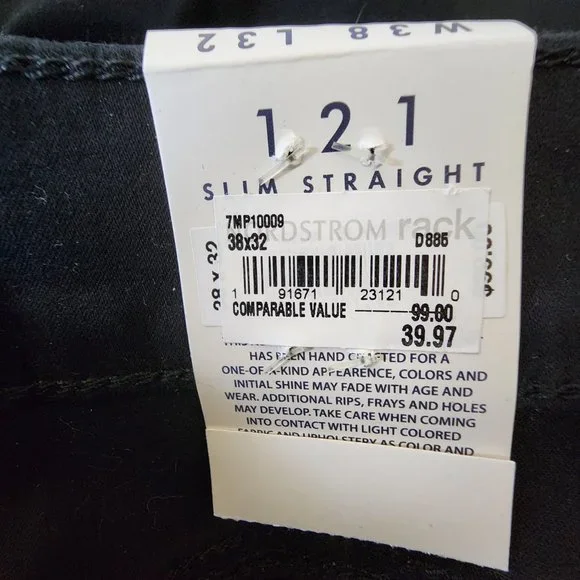 W 38 L 32
121
SLIM STRAIGHT
7MP10009
NORDSTROM rack
38x32 D885
1 91671 23121 0
COMPARABLE VALUE 99.00
39.97
HAS BEEN HAND CRAFTED FOR A
ONE-OF-A-KIND APPEARENCE, COLORS AND
INITIAL SHINE MAY FADE WITH AGE AND
WEAR. ADDITIONAL RIPS, FRAYS AND HOLES
MAY DEVELOP. TAKE CARE WHEN COMING
INTO CONTACT WITH LIGHT COLORED
FABRIC AND UPHOLSTERY AS COLOR AND